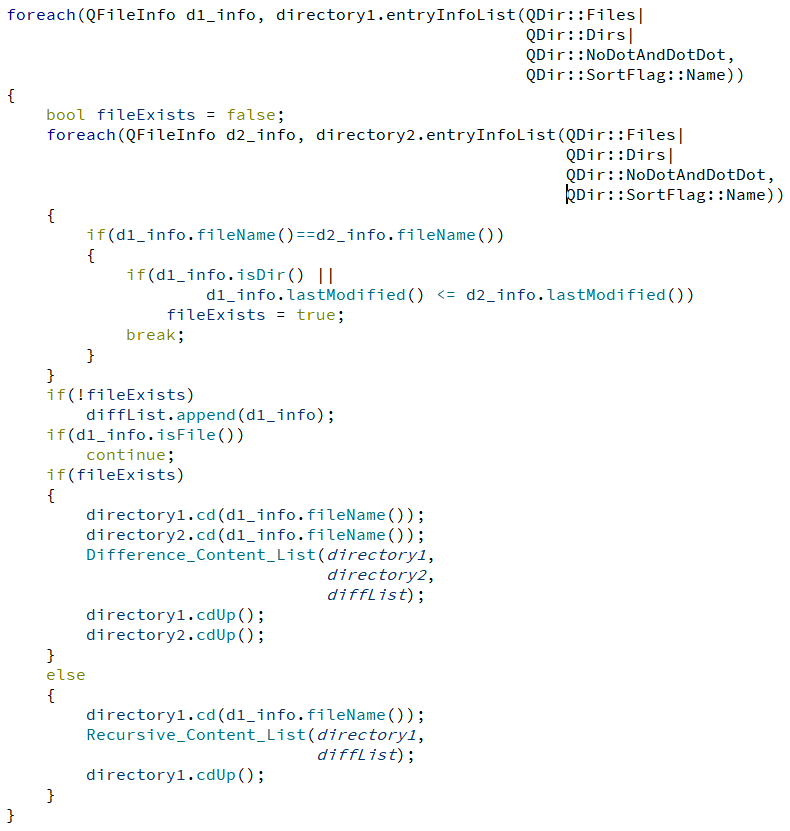 foreach(QFileInfo d1_info, directory1.entryInfoList(QDir::Files|
                                                    QDir::Dirs|
                                                    QDir::NoDotAndDotDot,
                                                    QDir::SortFlag::Name))
{
    bool fileExists = false;
    foreach(QFileInfo d2_info, directory2.entryInfoList(QDir::Files|
                                                        QDir::Dirs|
                                                        QDir::NoDotAndDotDot,
                                                        QDir::SortFlag::Name))
    {
        if(d1_info.fileName()==d2_info.fileName())
        {
            if(d1_info.isDir() ||
                    d1_info.lastModified() <= d2_info.lastModified())
                fileExists = true;
            break;
        }
    }
    if(!fileExists)
        diffList.append(d1_info);
    if(d1_info.isFile())
        continue;
    if(fileExists)
    {
        directory1.cd(d1_info.fileName());
        directory2.cd(d1_info.fileName());
        Difference_Content_List(directory1,
                                directory2,
                                diffList);
        directory1.cdUp();
        directory2.cdUp();
    }
    else
    {
        directory1.cd(d1_info.fileName());
        Recursive_Content_List(directory1,
                               diffList);
        directory1.cdUp();
    }
}